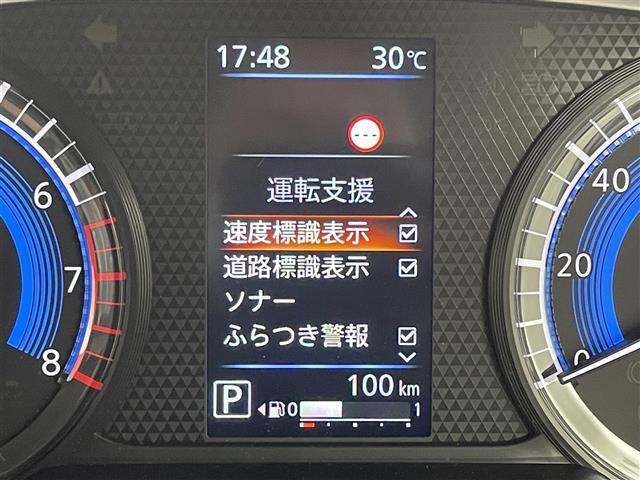 17:48 30℃
---
運転支援
速度標識表示
道路標識表示
ソナー
ふらつき警報
100 km
P 0 1
6
7
8
40
20
0